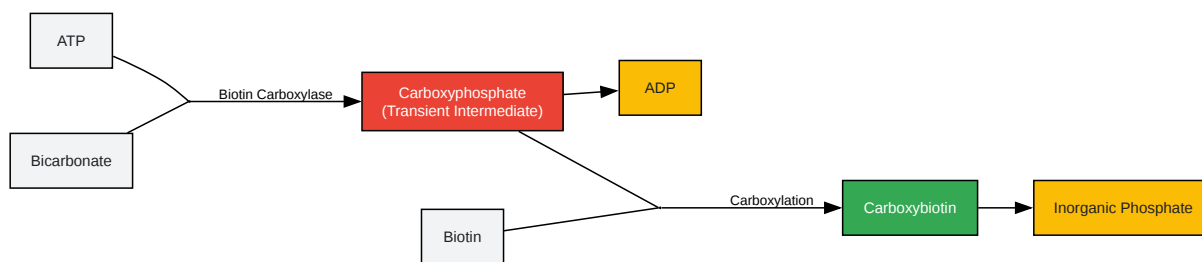 ATP
Bicarbonate
Biotin Carboxylase
Carboxyphosphate
(Transient Intermediate)
ADP
Biotin
Carboxylation
Carboxybiotin
Inorganic Phosphate